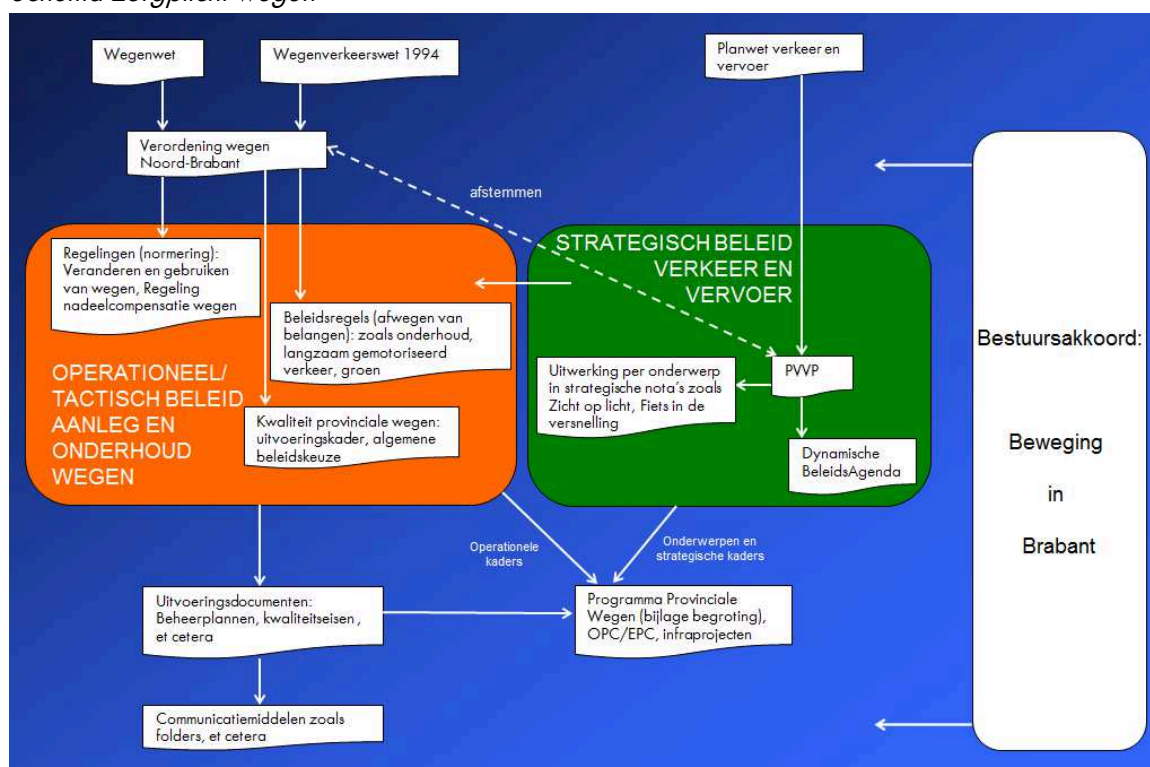 Schema zorgplicht wegen
Wegenwet
Wegenverkeerswet 1994
Planwet verkeer en
vervoer
Verordening wegen
Noord-Brabant
afstemmen
Regelingen (normering):
Veranderen en gebruiken
van wegen, Regeling
nadeelcompensatie wegen
Beleidsregels (afwegen van
belangen): zoals onderhoud,
langzaam gemotoriseerd
verkeer, groen
OPERATIONEEL/
TACTISCH BELEID
AANLEG EN
ONDERHOUD
WEGEN
Kwaliteit provinciale wegen:
uitvoeringskader, algemene
beleidskeuze
STRATEGISCH BELEID
VERKEER EN
VERVOER
Uitwerking per onderwerp
in strategische nota's zoals
Zicht op licht, Fiets in de
versnelling
PVVP
Dynamische
BeleidsAgenda
Bestuursakkoord:
Beweging
in
Brabant
Operationele
kaders
Onderwerpen en
strategische kaders
Uitvoeringsdocumenten:
Beheerplannen, kwaliteitseisen ,
et cetera
Programma Provinciale
Wegen (bijlage begroting),
OPC/EPC, infraprojecten
Communicatiemiddelen zoals
folders, et cetera